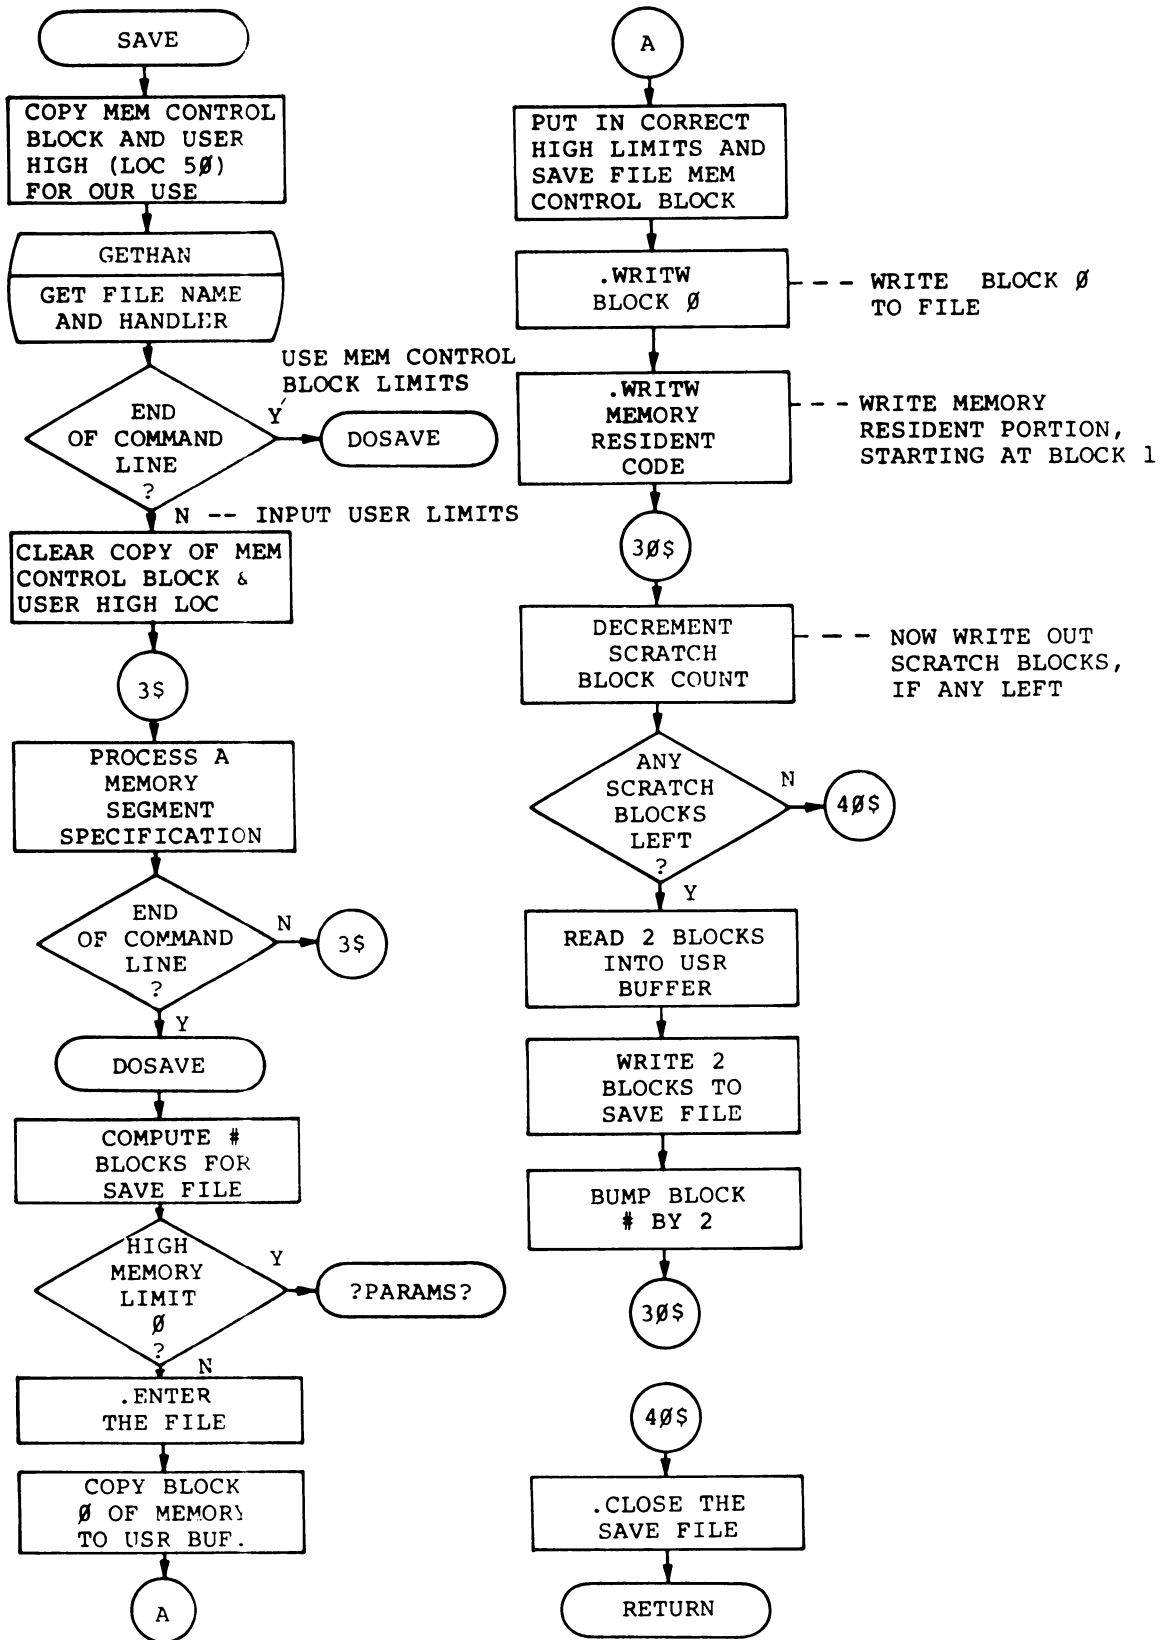 SAVE
COPY MEM CONTROL
BLOCK AND USER
HIGH (LOC 5Ø)
FOR OUR USE
GETHAN
GET FILE NAME
AND HANDLER
USE MEM CONTROL
BLOCK LIMITS
END
OF COMMAND
LINE
?
Y
DOSAVE
N -- INPUT USER LIMITS
CLEAR COPY OF MEM
CONTROL BLOCK &
USER HIGH LOC
3$
PROCESS A
MEMORY
SEGMENT
SPECIFICATION
END
OF COMMAND
LINE
?
N
3$
Y
DOSAVE
COMPUTE #
BLOCKS FOR
SAVE FILE
HIGH
MEMORY
LIMIT
Ø
?
Y
?PARAMS?
N
.ENTER
THE FILE
COPY BLOCK
Ø OF MEMORY
TO USR BUF.
A
A
PUT IN CORRECT
HIGH LIMITS AND
SAVE FILE MEM
CONTROL BLOCK
.WRITW
BLOCK Ø
--- WRITE BLOCK Ø
TO FILE
.WRITW
MEMORY
RESIDENT
CODE
--- WRITE MEMORY
RESIDENT PORTION,
STARTING AT BLOCK 1
3Ø$
DECREMENT
SCRATCH
BLOCK COUNT
--- NOW WRITE OUT
SCRATCH BLOCKS,
IF ANY LEFT
ANY
SCRATCH
BLOCKS
LEFT
?
N
4Ø$
Y
READ 2 BLOCKS
INTO USR
BUFFER
WRITE 2
BLOCKS TO
SAVE FILE
BUMP BLOCK
# BY 2
3Ø$
4Ø$
.CLOSE THE
SAVE FILE
RETURN